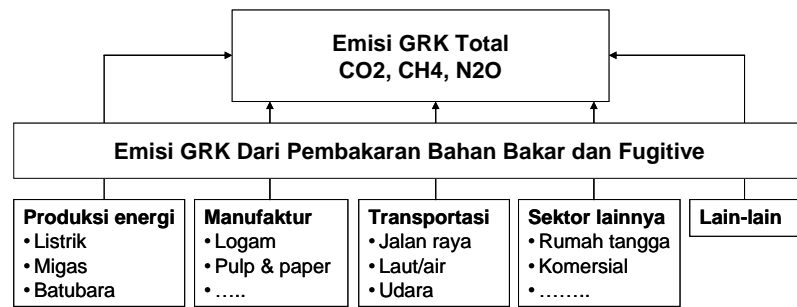 Emisi GRK Total
CO2, CH4, N2O
Emisi GRK Dari Pembakaran Bahan Bakar dan Fugitive
Produksi energi
• Listrik
• Migas
• Batubara
Manufaktur
• Logam
• Pulp & paper
• …..
Transportasi
• Jalan raya
• Laut/air
• Udara
Sektor lainnya
• Rumah tangga
• Komersial
• ……..
Lain-lain